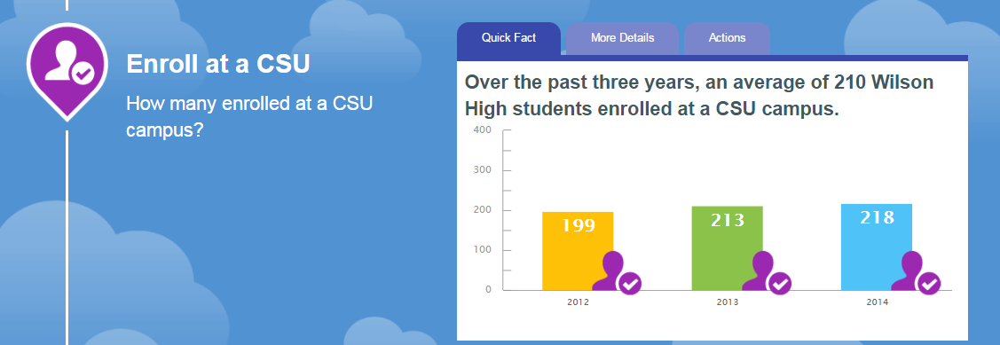 Enroll at a CSU
How many enrolled at a CSU
campus?
Quick Fact
More Details
Actions
Over the past three years, an average of 210 Wilson
High students enrolled at a CSU campus.
400
300
200
100
0
199
213
218
2012
2013
2014